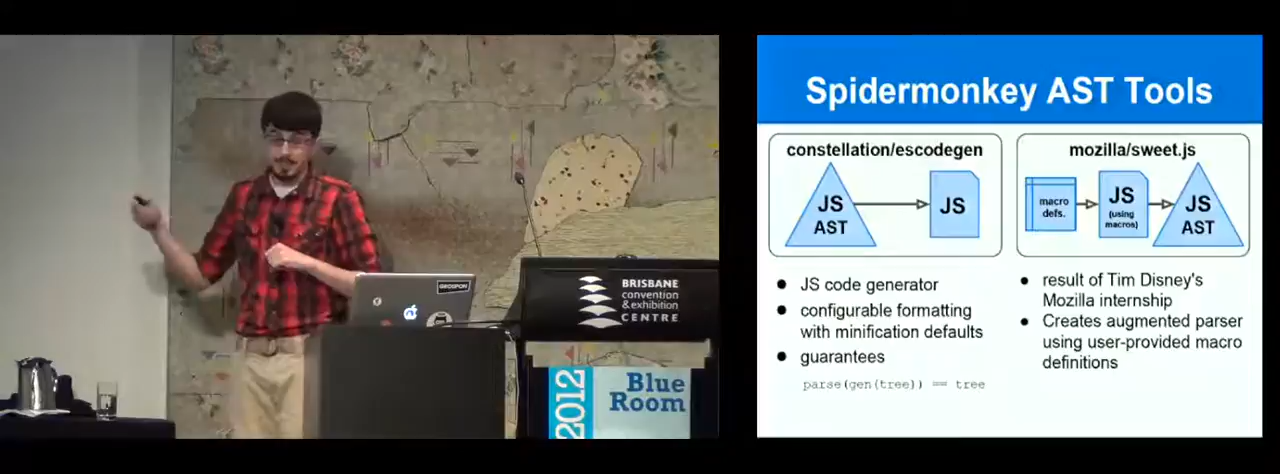 GROUPON
BRISBANE
convention
& exhibition
CENTRE
2012
Blue
Room
Spidermonkey AST Tools
constellation/escodegen
JS
AST
JS
mozilla/sweet.js
macro
defs.
JS
(using
macros)
JS
AST
● JS code generator
● configurable formatting
with minification defaults
● guarantees
parse(gen(tree)) == tree
● result of Tim Disney's
Mozilla internship
● Creates augmented parser
using user-provided macro
definitions